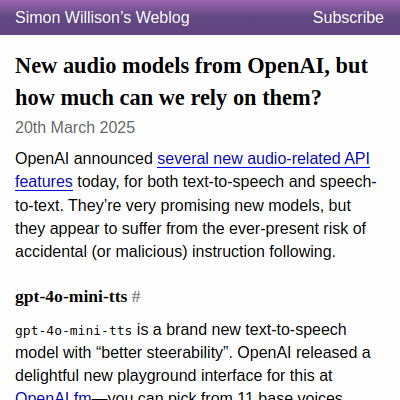 Simon Willison’s Weblog
Subscribe
New audio models from OpenAI, but
how much can we rely on them?
20th March 2025
OpenAI announced several new audio-related API
features today, for both text-to-speech and speech-
to-text. They’re very promising new models, but
they appear to suffer from the ever-present risk of
accidental (or malicious) instruction following.
gpt-4o-mini-tts #
gpt-4o-mini-tts is a brand new text-to-speech
model with “better steerability”. OpenAI released a
delightful new playground interface for this at
OpenAI.fm—you can pick from 11 base voices,